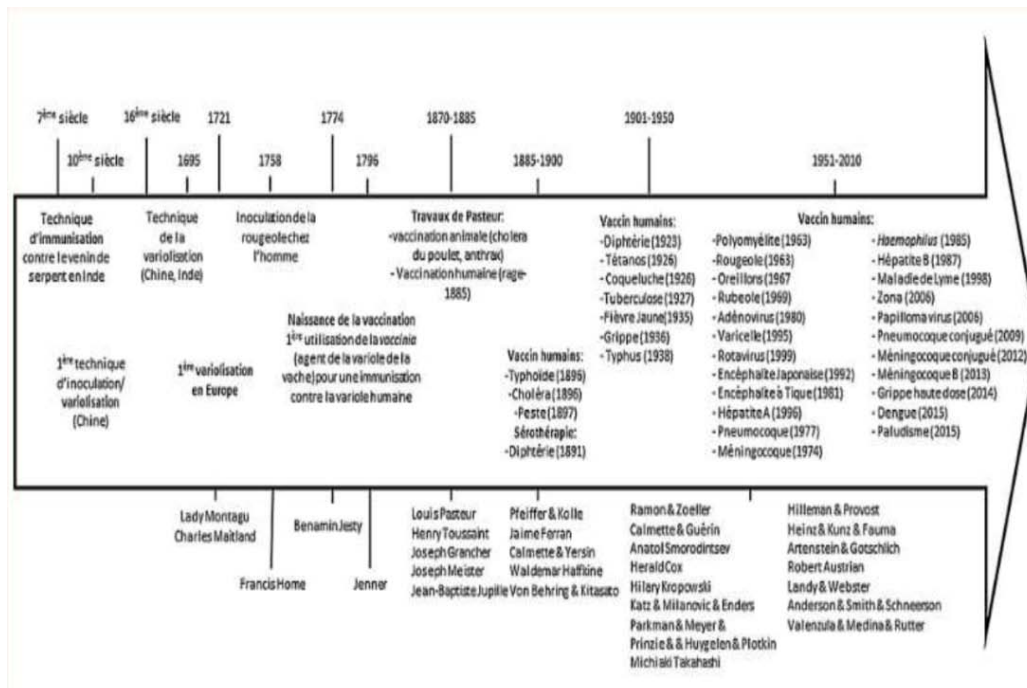 7ème siècle
16ème siècle
1721
1774
1870-1885
1901-1950
10ème siècle
1695
1758
1796
1885-1900
1951-2010
Technique
d'immunisation
contre le venin de
serpent en Inde
Technique
de la
variolisation
(Chine, Inde)
Inoculation de la
rougeole chez
l'homme
Travaux de Pasteur:
-vaccination animale (cholera
du poulet, anthrax)
- Vaccination humaine (rage-
1885)
Vaccin humains:
-Diphtérie (1923)
- Tétanos (1926)
-Coqueluche (1926)
-Tuberculose (1927)
-Fièvre Jaune (1935)
-Grippe (1936)
-Typhus (1938)
Vaccin humains:
-Polyomyélite (1963)
-Rougeole (1963)
-Oreillons (1967
-Rubeole (1969)
-Adénovirus (1980)
-Varicelle (1995)
-Rotavirus (1999)
-Encéphalite Japonaise (1992)
-Encéphalite à Tique (1981)
-Hépatite A (1996)
-Pneumocoque (1977)
- Méningocoque (1974)
-Haemophilus (1985)
-Hépatite B (1987)
-Maladie de Lyme (1998)
-Zona (2006)
-Papilloma virus (2006)
-Pneumocoque conjugué (2009)
-Méningocoque conjugué (2012)
-Méningocoque B (2013)
-Grippe haute dose (2014)
-Dengue (2015)
-Paludisme (2015)
1ère technique
d'inoculation/
variolisation
(Chine)
1ère variolisation
en Europe
Naissance de la vaccination
1ère utilisation de la vaccinia
(agent de la variole de la
vache) pour une immunisation
contre la variole humaine
Vaccin humains:
-Typhoïde (1896)
-Choléra (1896)
-Peste (1897)
Sérothérapie:
-Diphtérie (1891)
Lady Montagu
Charles Maitland
Francis Home
Benamin Jesty
Jenner
Louis Pasteur
Henry Toussaint
Joseph Grancher
Joseph Meister
Jean-Baptiste Jupille
Pfeiffer & Kolle
Jaime Ferran
Calmette & Yersin
Waldemar Haffkine
Von Behring & Kitasato
Ramon & Zoeller
Calmette & Guérin
Anatol Smorodintsev
Herald Cox
Hilary Kropowski
Katz & Milanovic & Enders
Parkman & Meyer &
Prinzie & & Huygelen & Plotkin
Michiaki Takahashi
Hilleman & Provost
Heinz & Kunz & Fauma
Artenstein & Gotschlich
Robert Austrian
Landy & Webster
Anderson & Smith & Schneerson
Valenzula & Medina & Rutter